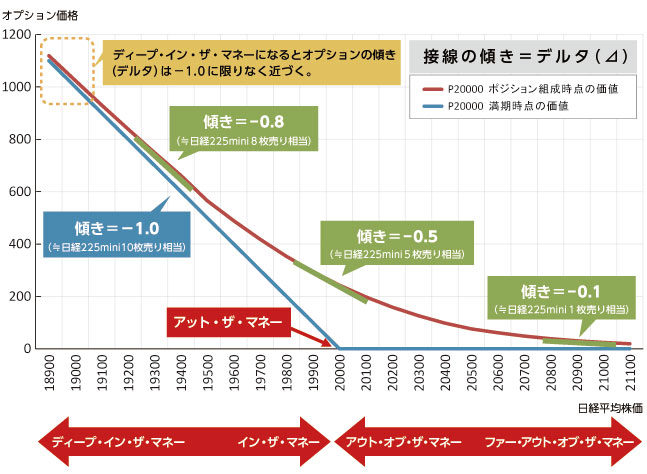 オプション価格
1200
1000
800
600
400
200
0
ディープ・イン・ザ・マネーになるとオプションの傾き
(デルタ)は－1.0に限りなく近づく。
接線の傾き＝デルタ(⊿)
P20000 ポジション組成時点の価値
P20000 満期時点の価値
傾き＝−0.8
(≒日経225mini８枚売り相当)
傾き＝−1.0
(≒日経225mini10枚売り相当)
傾き＝−0.5
(≒日経225mini５枚売り相当)
傾き＝−0.1
(≒日経225mini１枚売り相当)
アット・ザ・マネー
18900 19000 19100 19200 19300 19400 19500 19600 19700 19800 19900 20000 20100 20200 20300 20400 20500 20600 20700 20800 20900 21000 21100
日経平均株価
ディープ・イン・ザ・マネー イン・ザ・マネー アウト・オブ・ザ・マネー ファー・アウト・オブ・ザ・マネー